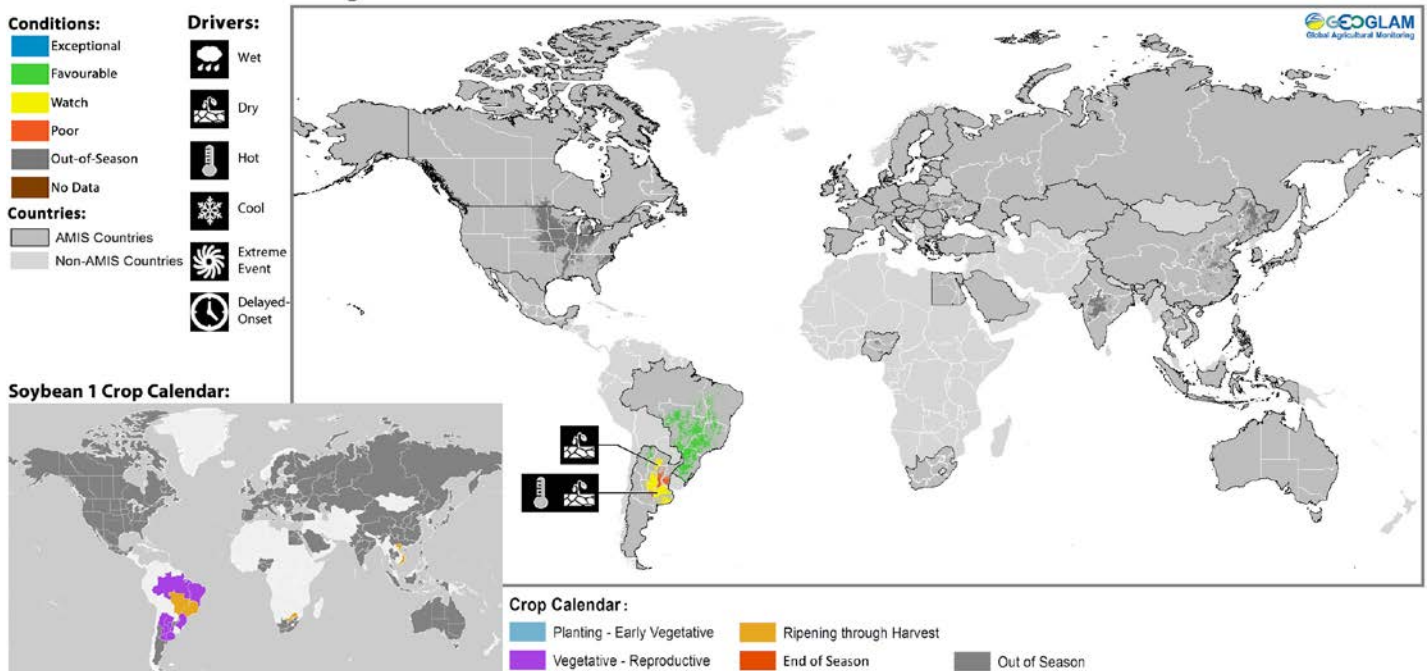 Conditions:
Exceptional
Favourable
Watch
Poor
Out-of-Season
No Data
Countries:
AMIS Countries
Non-AMIS Countries
Drivers:
Wet
Dry
Hot
Cool
Extreme
Event
Delayed-
Onset
GEOGLAM
Global Agricultural Monitoring
Soybean 1 Crop Calendar:
Crop Calendar:
Planting - Early Vegetative
Vegetative - Reproductive
Ripening through Harvest
End of Season
Out of Season